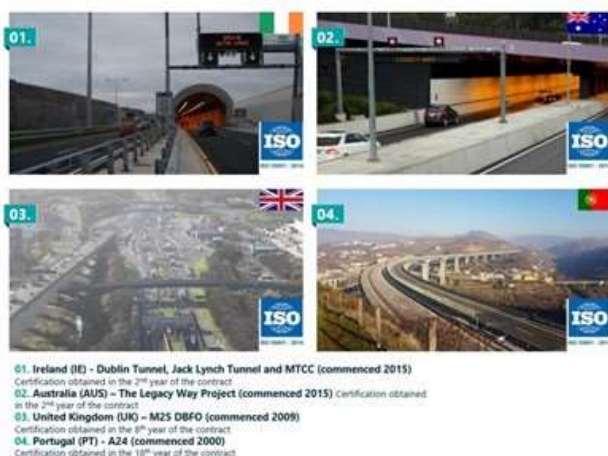 01.
ISO
02.
ISO
03.
ISO
04.
ISO
01. Ireland (IE) - Dublin Tunnel, Jack Lynch Tunnel and MTCC (commenced 2015)
Certification obtained in the 2nd year of the contract
02. Australia (AUS) – The Legacy Way Project (commenced 2015) Certification obtained
in the 2nd year of the contract
03. United Kingdom (UK) – M25 DBFO (commenced 2009)
Certification obtained in the 8th year of the contract
04. Portugal (PT) - A24 (commenced 2000)
Certification obtained in the 18th year of the contract